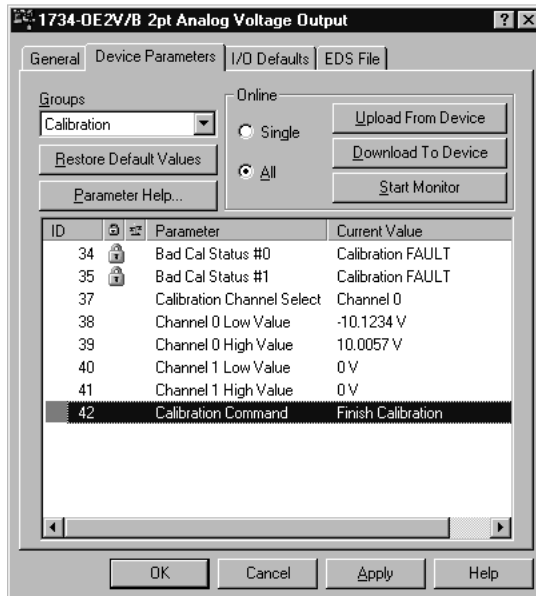 1734-OE2V/B 2pt Analog Voltage Output
General Device Parameters I/O Defaults EDS File
Groups
Calibration
Restore Default Values
Parameter Help...
Online
Single
All
Upload From Device
Download To Device
Start Monitor
ID Parameter Current Value
34 Bad Cal Status #0 Calibration FAULT
35 Bad Cal Status #1 Calibration FAULT
37 Calibration Channel Select Channel 0
38 Channel 0 Low Value -10.1234 V
39 Channel 0 High Value 10.0057 V
40 Channel 1 Low Value 0 V
41 Channel 1 High Value 0 V
42 Calibration Command Finish Calibration
OK Cancel Apply Help